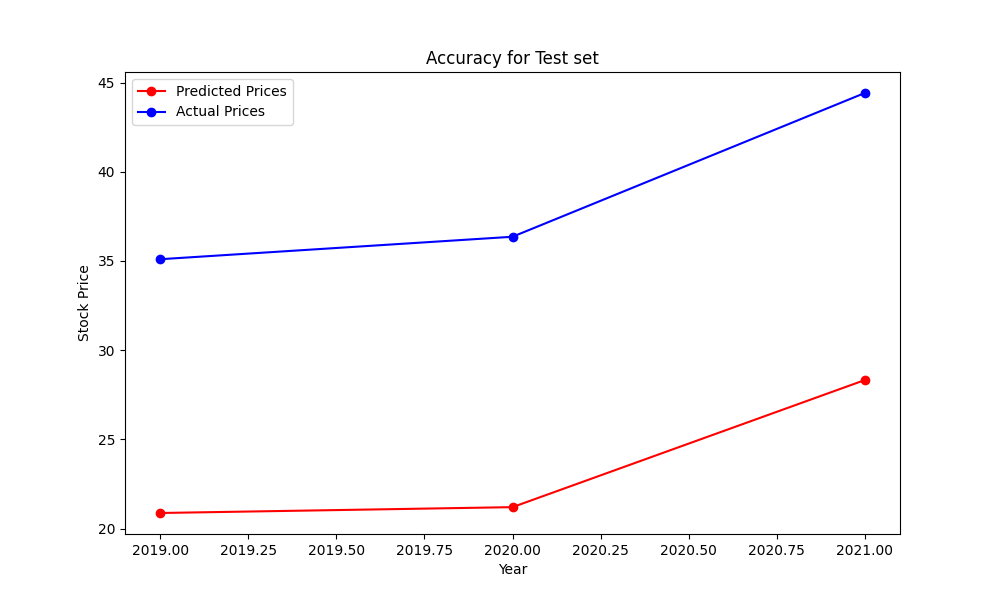 Accuracy for Test set
Predicted Prices
Actual Prices
45
40
35
30
25
20
Stock Price
2019.00 2019.25 2019.50 2019.75 2020.00 2020.25 2020.50 2020.75 2021.00
Year